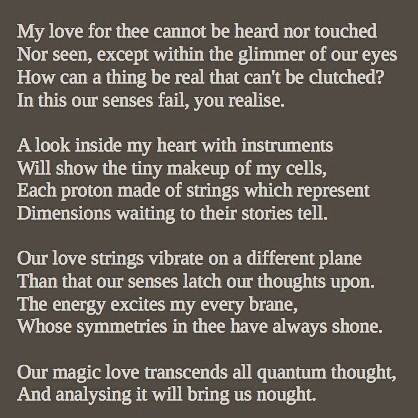 My love for thee cannot be heard nor touched
Nor seen, except within the glimmer of our eyes
How can a thing be real that can't be clutched?
In this our senses fail, you realise.

A look inside my heart with instruments
Will show the tiny makeup of my cells,
Each proton made of strings which represent
Dimensions waiting to their stories tell.

Our love strings vibrate on a different plane
Than that our senses latch our thoughts upon.
The energy excites my every brane,
Whose symmetries in thee have always shone.

Our magic love transcends all quantum thought,
And analysing it will bring us nought.